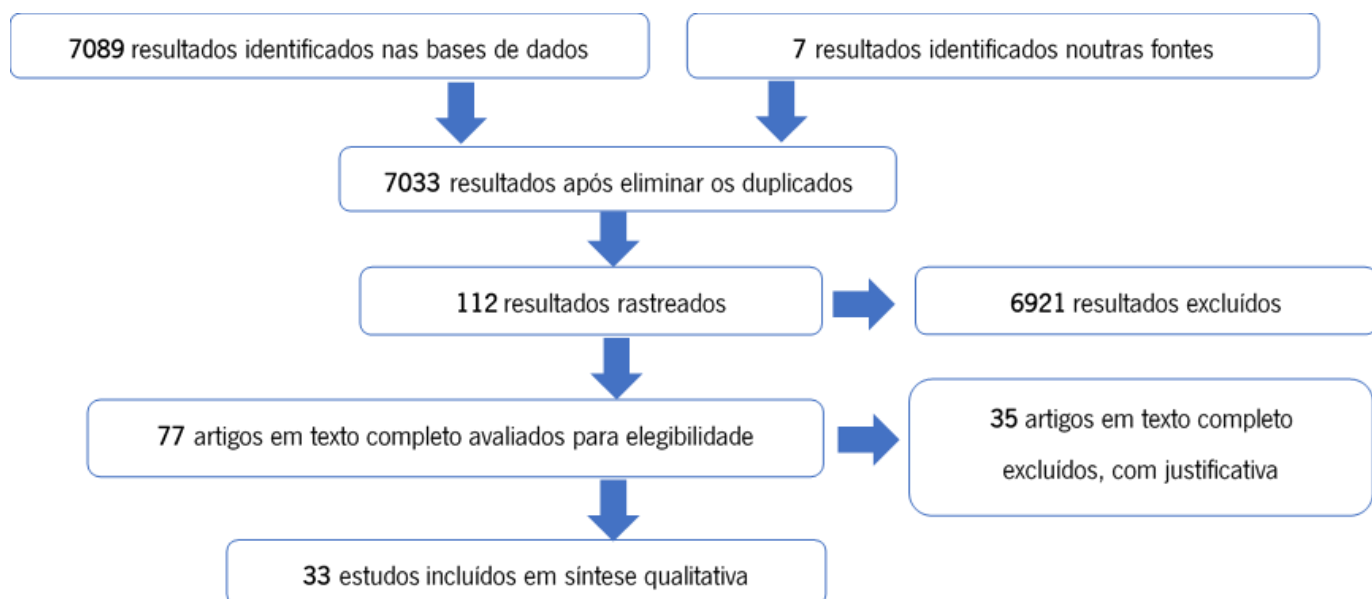 7089 resultados identificados nas bases de dados
7 resultados identificados noutras fontes
7033 resultados após eliminar os duplicados
112 resultados rastreados
6921 resultados excluídos
77 artigos em texto completo avaliados para elegibilidade
35 artigos em texto completo
excluídos, com justificativa
33 estudos incluídos em síntese qualitativa